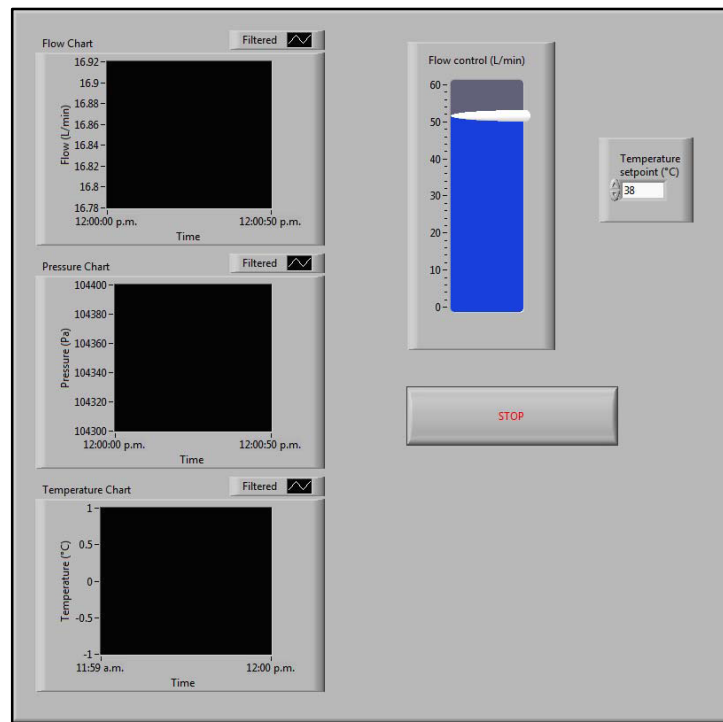 Flow Chart
Filtered
16.92
16.9
16.88
16.86
16.84
16.82
16.8
16.78
Flow (L/min)
12:00:00 p.m.
12:00:50 p.m.
Time
Pressure Chart
Filtered
104400
104380
104360
104340
104320
104300
Pressure (Pa)
12:00:00 p.m.
12:00:50 p.m.
Time
Temperature Chart
Filtered
1
0.5
0
-0.5
-1
Temperature (°C)
11:59 a.m.
12:00 p.m.
Time
Flow control (L/min)
60
50
40
30
20
10
0
Temperature
setpoint (°C)
38
STOP